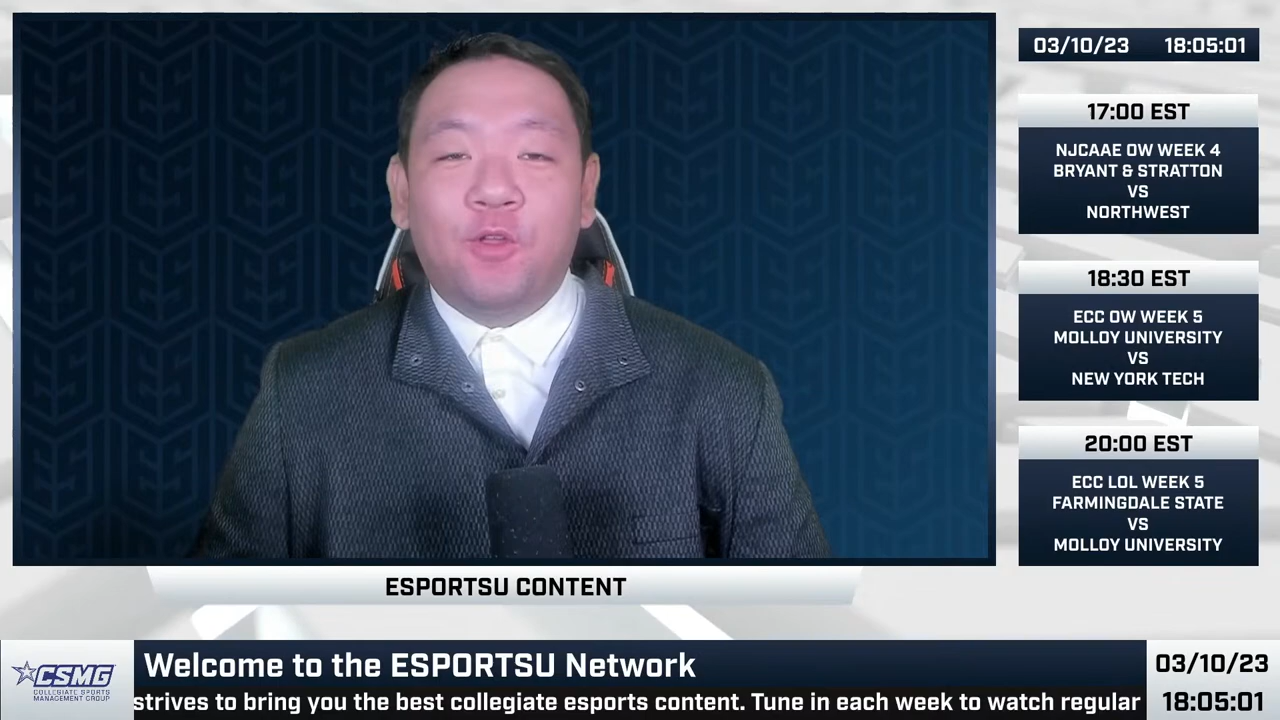 03/10/23 18:05:01
17:00 EST
NJCAAE OW WEEK 4
BRYANT & STRATTON
VS
NORTHWEST
18:30 EST
ECC OW WEEK 5
MOLLOY UNIVERSITY
VS
NEW YORK TECH
20:00 EST
ECC LOL WEEK 5
FARMINGDALE STATE
VS
MOLLOY UNIVERSITY
ESPORTSU CONTENT
CSMG
COLLEGIATE SPORTS
MANAGEMENT GROUP
Welcome to the ESPORTSU Network
strives to bring you the best collegiate esports content. Tune in each week to watch regular
03/10/23
18:05:01